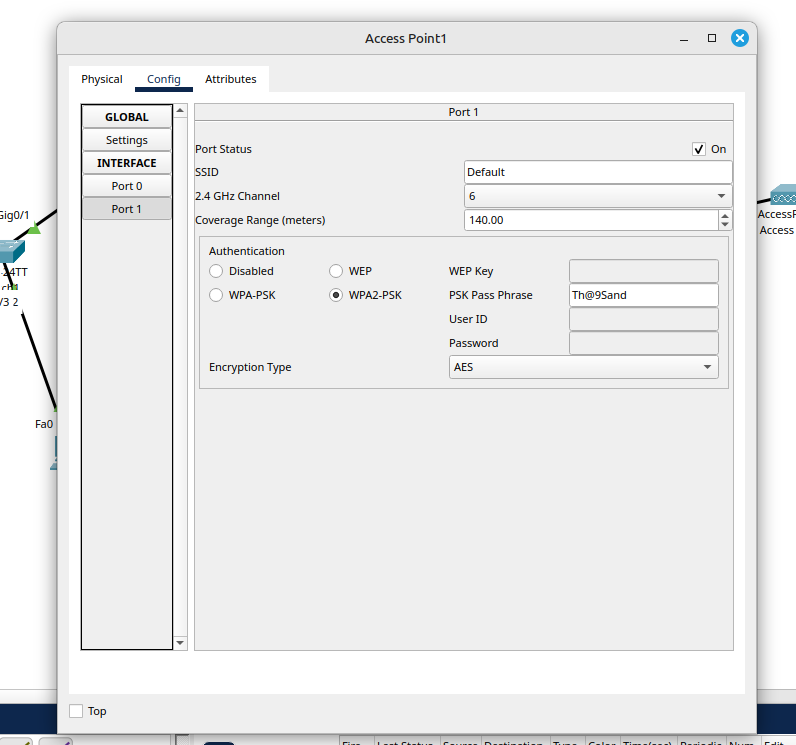 Access Point1
Physical Config Attributes
GLOBAL
Settings
INTERFACE
Port 0
Port 1
Port 1
Port Status On
SSID Default
2.4 GHz Channel 6
Coverage Range (meters) 140.00
Authentication
Disabled WEP WEP Key
WPA-PSK WPA2-PSK PSK Pass Phrase Th@9Sand
User ID
Password
Encryption Type AES
Top
Gig0/1
24TT
/3 2
Fa0
Access
Fire Last Status Source Destination Type Color Time(sec) Periodic Num Edit